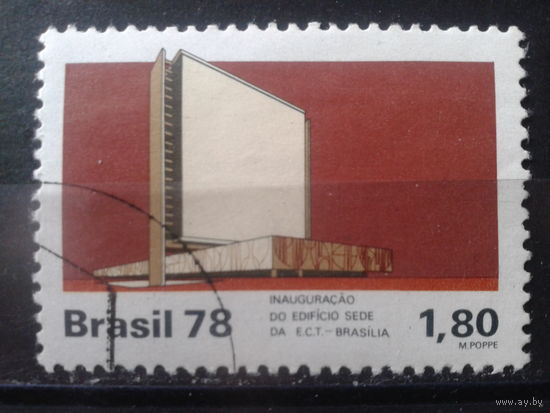 INAUGURAÇÃO
DO EDIFÍCIO SEDE
DA E.C.T.-BRASÍLIA
Brasil 78
1,80
M.POPPE
www.ay.by